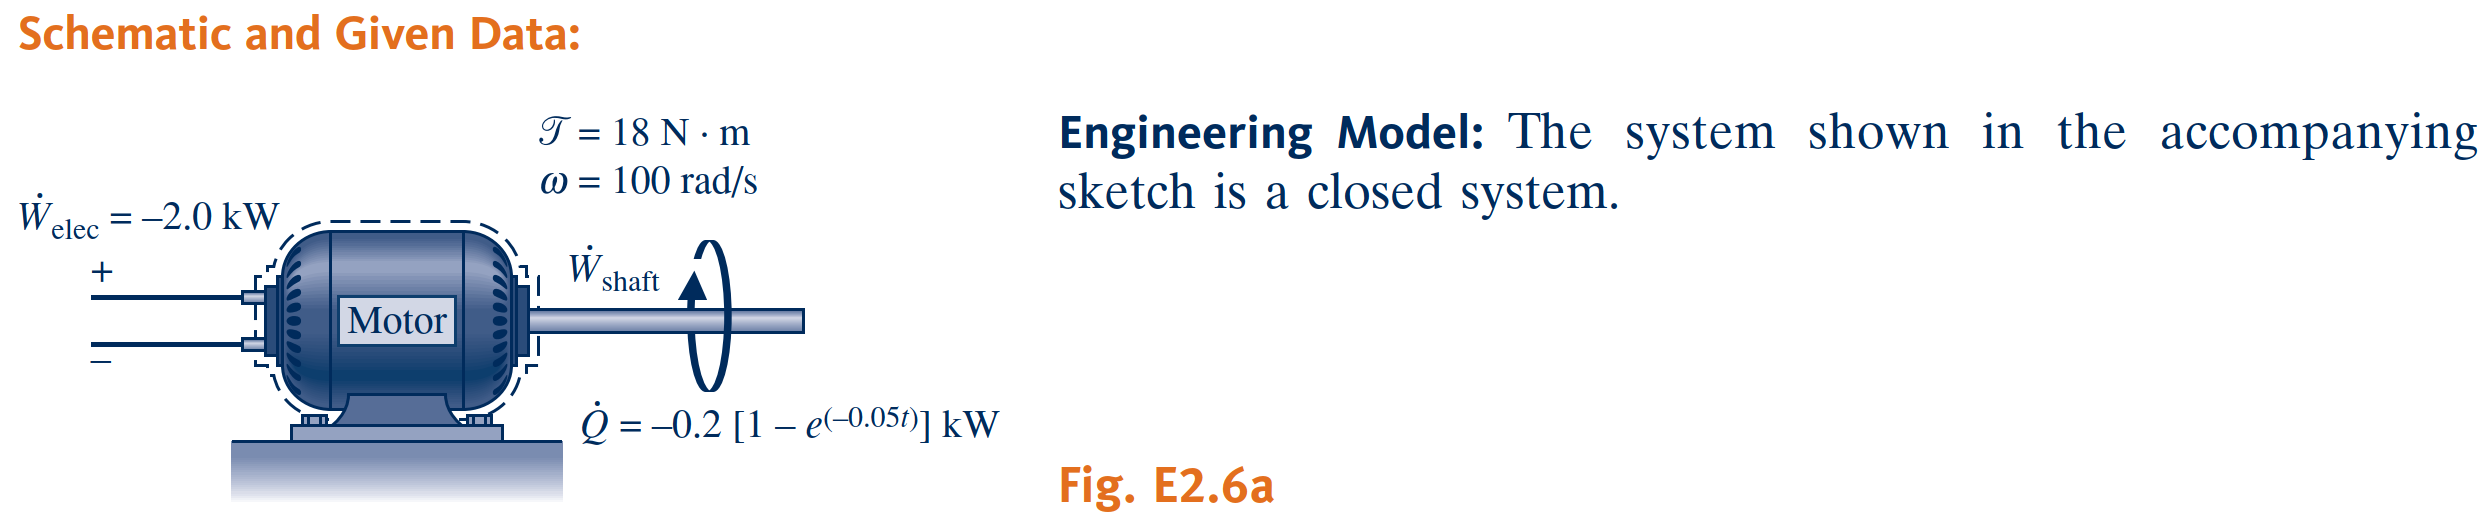 Schematic and Given Data:
𝒯 = 18 N · m
ω = 100 rad/s
Ẇelec = –2.0 kW
+
–
Motor
Ẇshaft
Q̇ = –0.2 [1 – e(–0.05t)] kW
Engineering Model: The system shown in the accompanying
sketch is a closed system.
Fig. E2.6a